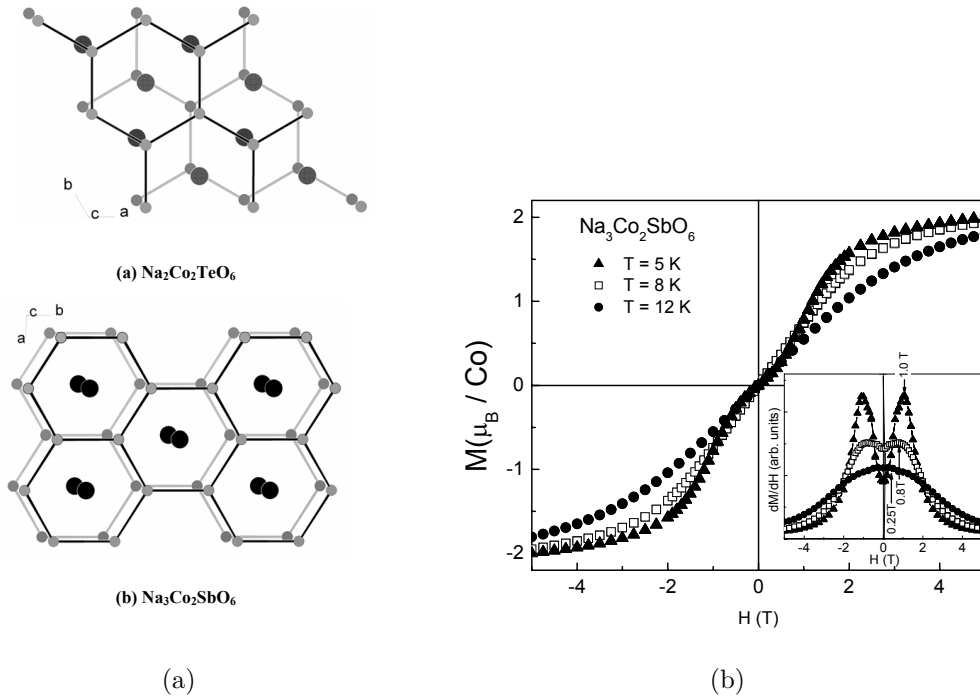 b
c a
(a) Na₂Co₂TeO₆
c b
a
(b) Na₃Co₂SbO₆
(a)
M(μ_B / Co)
2
1
0
-1
-2
Na₃Co₂SbO₆
T = 5 K
T = 8 K
T = 12 K
-4 -2 0 2 4
H (T)
dM/dH (arb. units)
1.0 T
0.25T
0.8T
-4 -2 0 2 4
H (T)
(b)